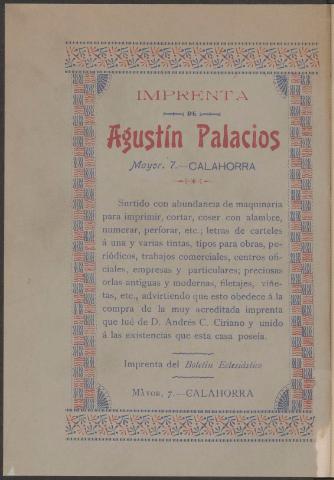 IMPRENTA
DE
Agustín Palacios
Mayor, 7.—CALAHORRA
Surtido con abundancia de maquinaria
para imprimir, cortar, coser con alambre,
numerar, perforar, etc.; letras de carteles
á una y varias tintas, tipos para obras, pe-
riódicos, trabajos comerciales, centros ofi-
ciales, empresas y particulares; preciosas
orlas antiguas y modernas, filetajes, viñe-
tas, etc., advirtiendo que esto obedece á la
compra de la muy acreditada imprenta
que fué de D. Andrés C. Ciriano y unido
á las existencias que esta casa poseía.
Imprenta del Boletín Eclesiástico
MAYOR, 7.—CALAHORRA